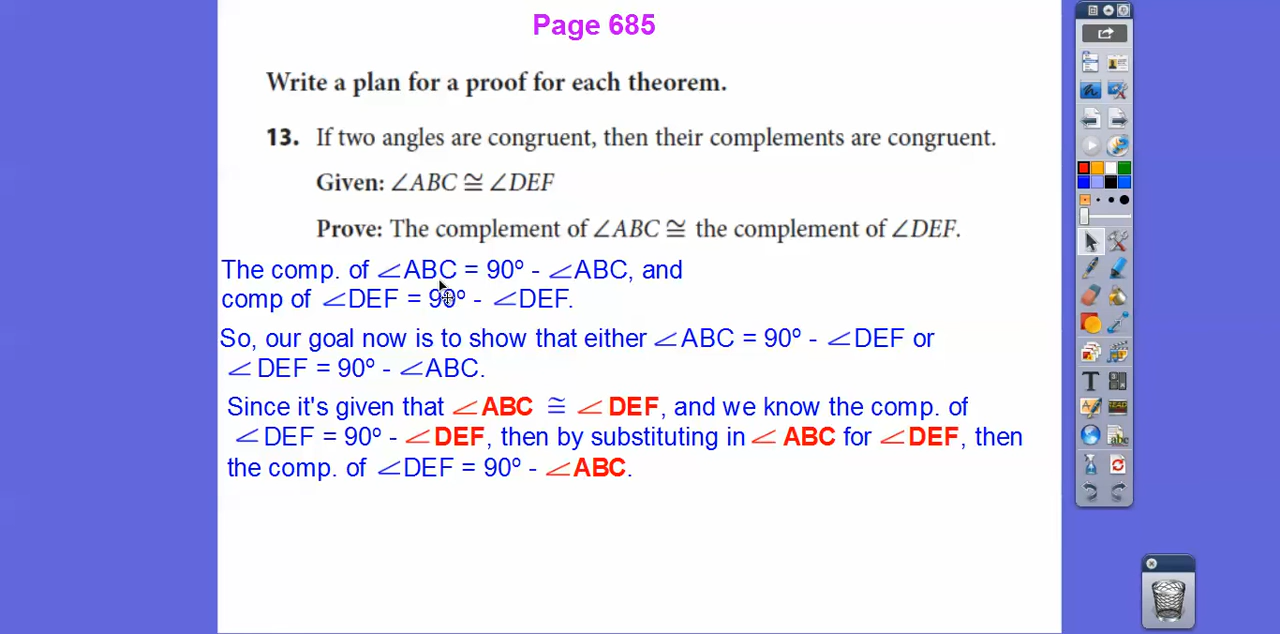 Page 685
Write a plan for a proof for each theorem.
13. If two angles are congruent, then their complements are congruent.
Given: ∠ABC ≅ ∠DEF
Prove: The complement of ∠ABC ≅ the complement of ∠DEF.
The comp. of ∠ABC = 90º - ∠ABC, and
comp of ∠DEF = 90º - ∠DEF.
So, our goal now is to show that either ∠ABC = 90º - ∠DEF or
∠ DEF = 90º - ∠ABC.
Since it's given that ∠ABC ≅ ∠ DEF, and we know the comp. of
∠DEF = 90º - ∠DEF, then by substituting in ∠ ABC for ∠DEF, then
the comp. of ∠DEF = 90º - ∠ABC.